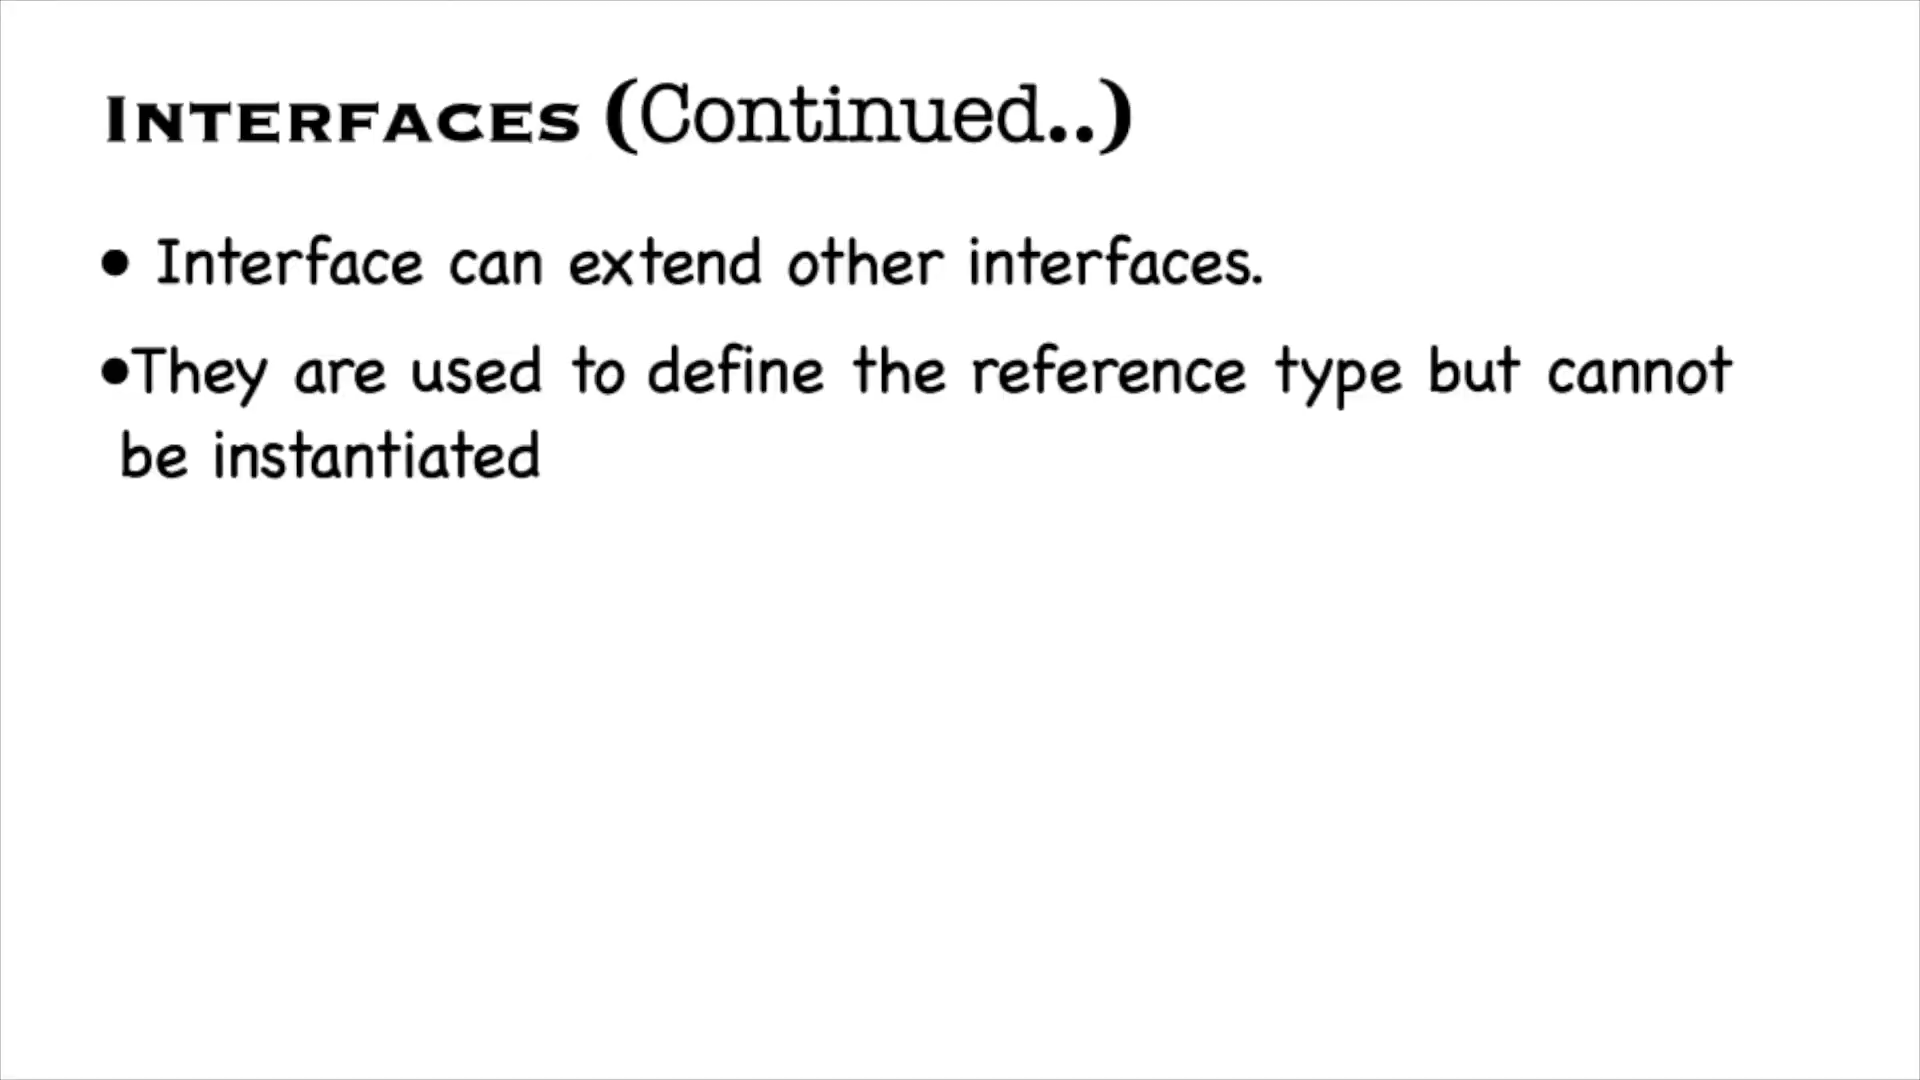 INTERFACES (Continued..)
• Interface can extend other interfaces.
•They are used to define the reference type but cannot
be instantiated